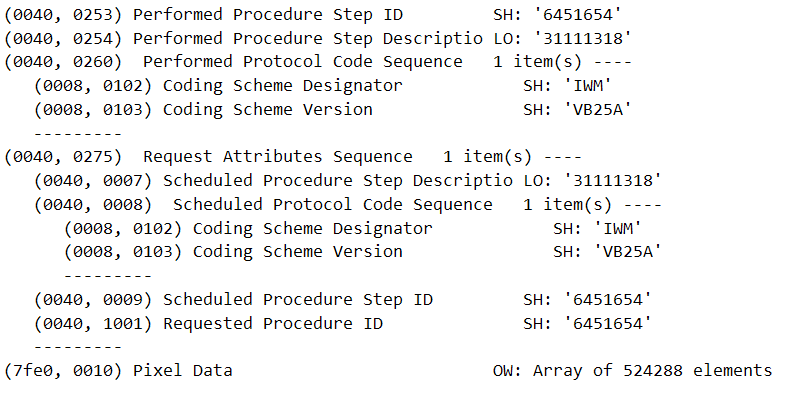 (0040, 0253) Performed Procedure Step ID            SH: '6451654'
(0040, 0254) Performed Procedure Step Descriptio LO: '31111318'
(0040, 0260)  Performed Protocol Code Sequence   1 item(s) ----
   (0008, 0102) Coding Scheme Designator            SH: 'IWM'
   (0008, 0103) Coding Scheme Version               SH: 'VB25A'
   ---------
(0040, 0275)  Request Attributes Sequence   1 item(s) ----
   (0040, 0007) Scheduled Procedure Step Descriptio LO: '31111318'
   (0040, 0008)  Scheduled Protocol Code Sequence   1 item(s) ----
      (0008, 0102) Coding Scheme Designator            SH: 'IWM'
      (0008, 0103) Coding Scheme Version               SH: 'VB25A'
      ---------
   (0040, 0009) Scheduled Procedure Step ID         SH: '6451654'
   (0040, 1001) Requested Procedure ID              SH: '6451654'
   ---------
(7fe0, 0010) Pixel Data                          OW: Array of 524288 elements